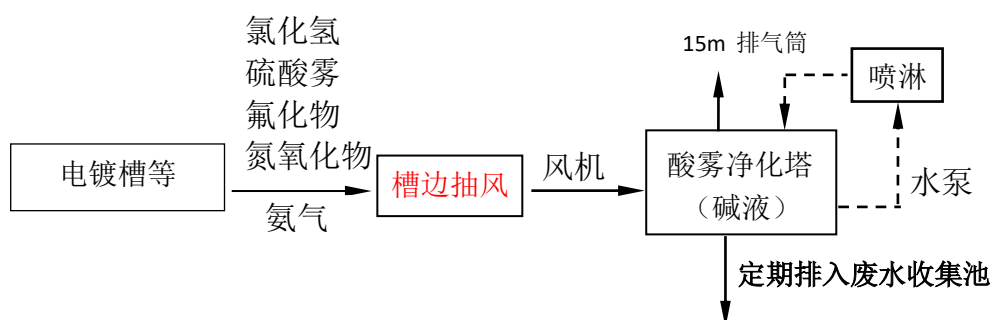 氯化氢
硫酸雾
氟化物
氮氧化物
氨气
电镀槽等
槽边抽风
风机
15m 排气筒
喷淋
酸雾净化塔
（碱液）
水泵
定期排入废水收集池